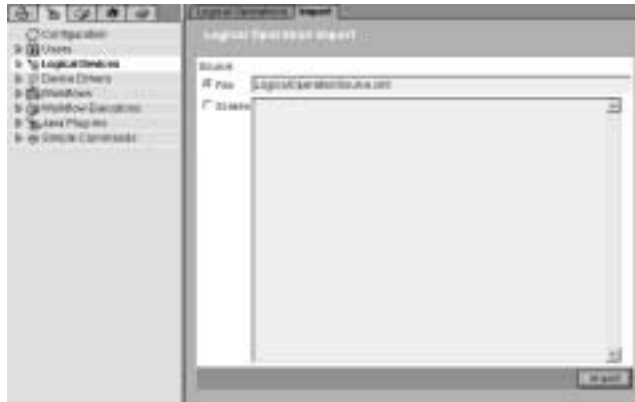 Configuration
Users
Logical Devices
Device Drivers
Workflows
Workflow Executions
Java Plug-ins
Simple Commands
Logical Operations
Import
Logical Operation Import
Source
File
LogicalOperationSource.xml
Screen
Import